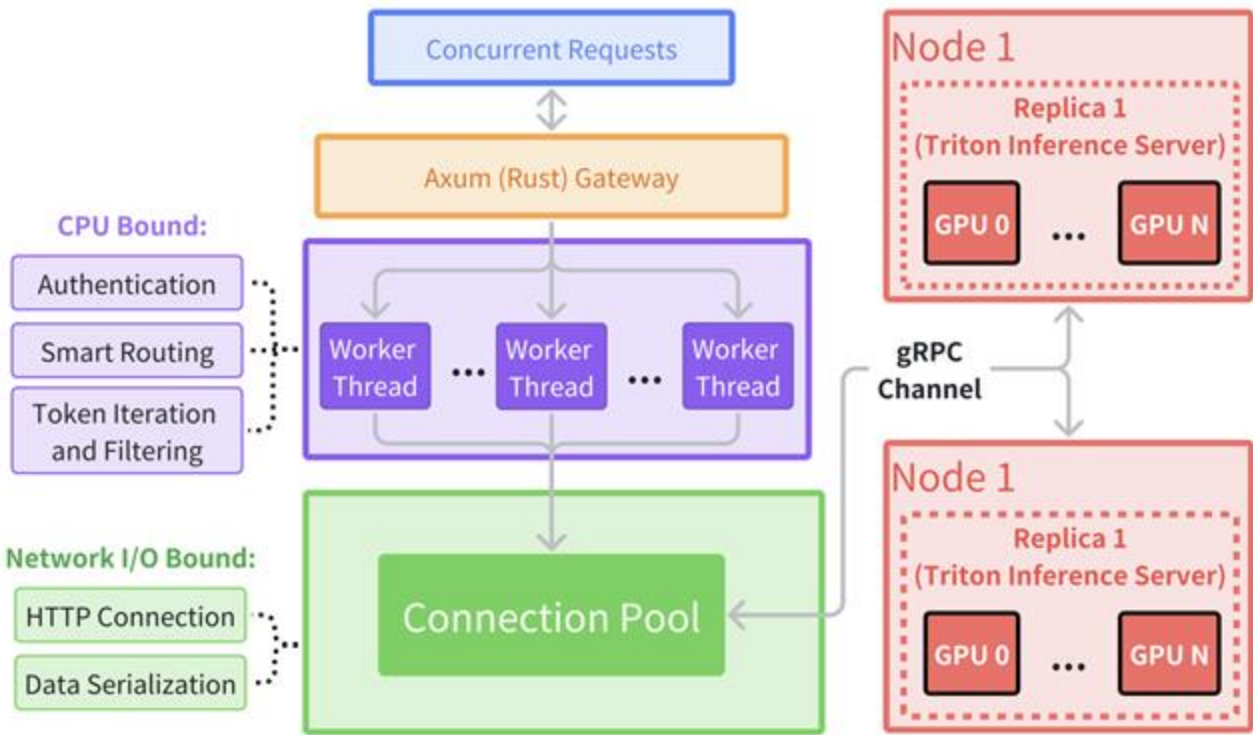 Concurrent Requests
Axum (Rust) Gateway
CPU Bound:
Authentication
Smart Routing
Token Iteration
and Filtering
Worker
Thread
...
Worker
Thread
...
Worker
Thread
Network I/O Bound:
HTTP Connection
Data Serialization
Connection Pool
gRPC
Channel
Node 1
Replica 1
(Triton Inference Server)
GPU 0
...
GPU N
Node 1
Replica 1
(Triton Inference Server)
GPU 0
...
GPU N